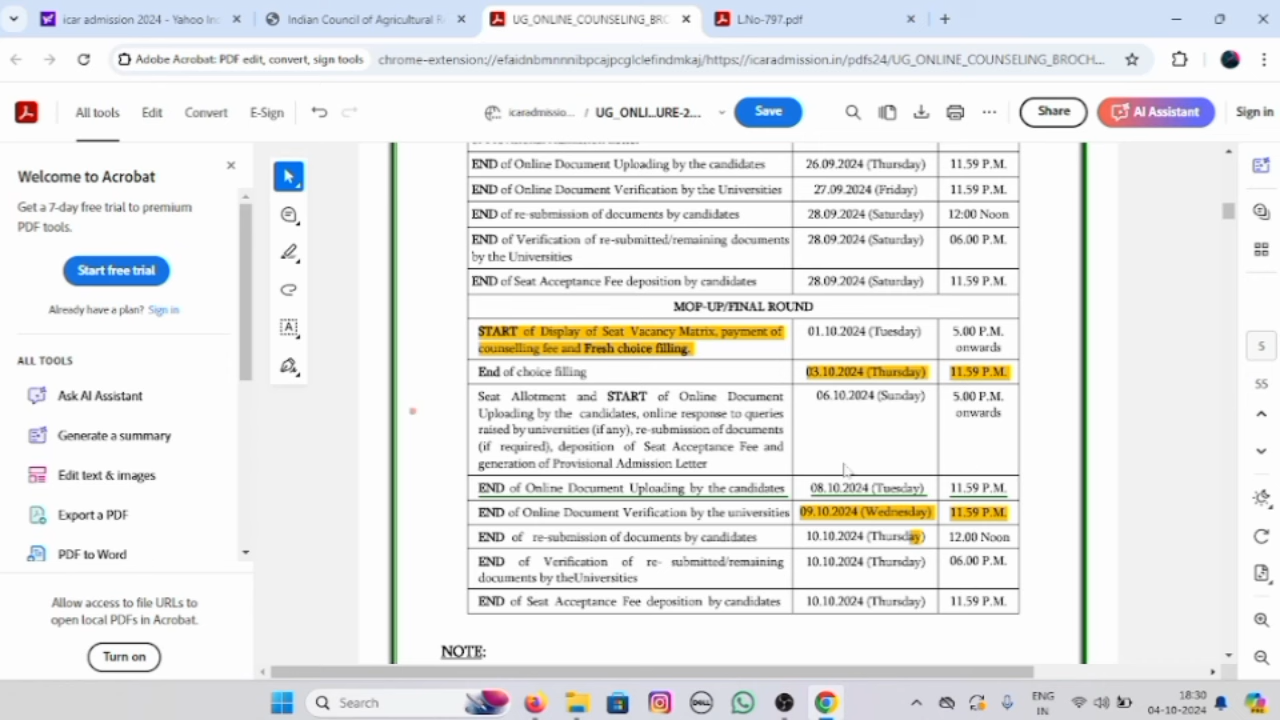 icar admission 2024 - Yahoo In
Indian Council of Agricultural R
UG_ONLINE_COUNSELING_BRO
L.No-797.pdf
Adobe Acrobat: PDF edit, convert, sign tools
chrome-extension://efaidnbmnnnibpcajpcglclefindmkaj/https://icaradmission.in/pdfs24/UG_ONLINE_COUNSELING_BROCH...
All tools
Edit
Convert
E-Sign
icaradmissio... / UG_ONLI...URE-2...
Save
Share
AI Assistant
Sign in
Welcome to Acrobat
Get a 7-day free trial to premium
PDF tools.
Start free trial
Already have a plan? Sign in
ALL TOOLS
Ask AI Assistant
Generate a summary
Edit text & images
Export a PDF
PDF to Word
Allow access to file URLs to
open local PDFs in Acrobat.
Turn on
END of Online Document Uploading by the candidates 26.09.2024 (Thursday) 11.59 P.M.
END of Online Document Verification by the Universities 27.09.2024 (Friday) 11.59 P.M.
END of re-submission of documents by candidates 28.09.2024 (Saturday) 12:00 Noon
END of Verification of re-submitted/remaining documents 28.09.2024 (Saturday) 06.00 P.M.
by the Universities
END of Seat Acceptance Fee deposition by candidates 28.09.2024 (Saturday) 11.59 P.M.
MOP-UP/FINAL ROUND
START of Display of Seat Vacancy Matrix, payment of 01.10.2024 (Tuesday) 5.00 P.M.
counselling fee and Fresh choice filling. onwards
End of choice filling 03.10.2024 (Thursday) 11.59 P.M.
Seat Allotment and START of Online Document 06.10.2024 (Sunday) 5.00 P.M.
Uploading by the candidates, online response to queries onwards
raised by universities (if any), re-submission of documents
(if required), deposition of Seat Acceptance Fee and
generation of Provisional Admission Letter
END of Online Document Uploading by the candidates 08.10.2024 (Tuesday) 11.59 P.M.
END of Online Document Verification by the universities 09.10.2024 (Wednesday) 11.59 P.M.
END of re-submission of documents by candidates 10.10.2024 (Thursday) 12.00 Noon
END of Verification of re- submitted/remaining 10.10.2024 (Thursday) 06.00 P.M.
documents by theUniversities
END of Seat Acceptance Fee deposition by candidates 10.10.2024 (Thursday) 11.59 P.M.
NOTE:
5
55
Search
DELL
ENG
IN
18:30
04-10-2024